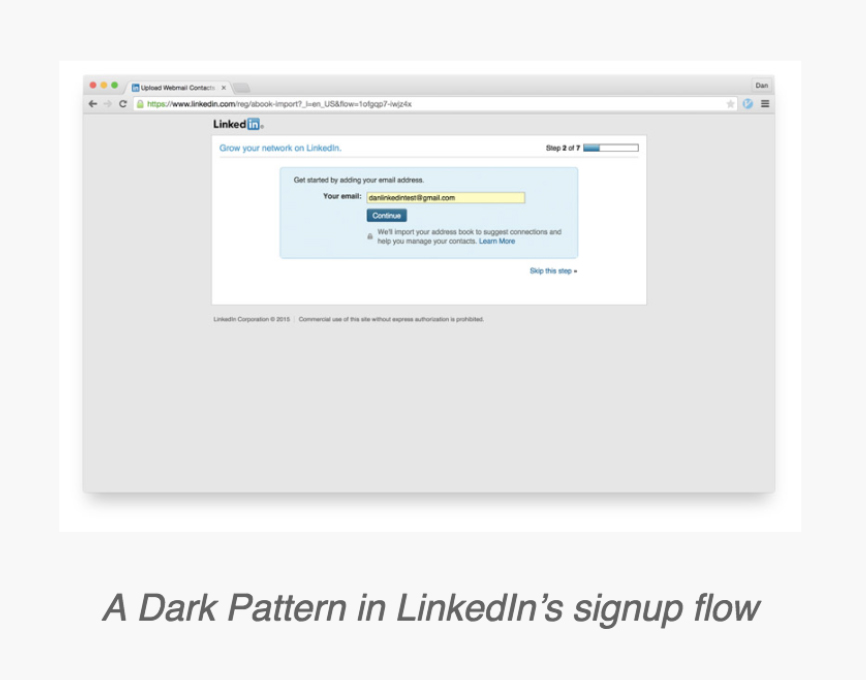 Upload Webmail Contacts
Dan
https://www.linkedin.com/reg/abook-import?_l=en_US&flow=1ofgqp7-iwjz4x
Linked in
Grow your network on LinkedIn.
Step 2 of 7
Get started by adding your email address.
Your email: danlinkedintest@gmail.com
Continue
We'll import your address book to suggest connections and
help you manage your contacts. Learn More
Skip this step »
LinkedIn Corporation © 2015 Commercial use of this site without express authorization is prohibited.
A Dark Pattern in LinkedIn's signup flow